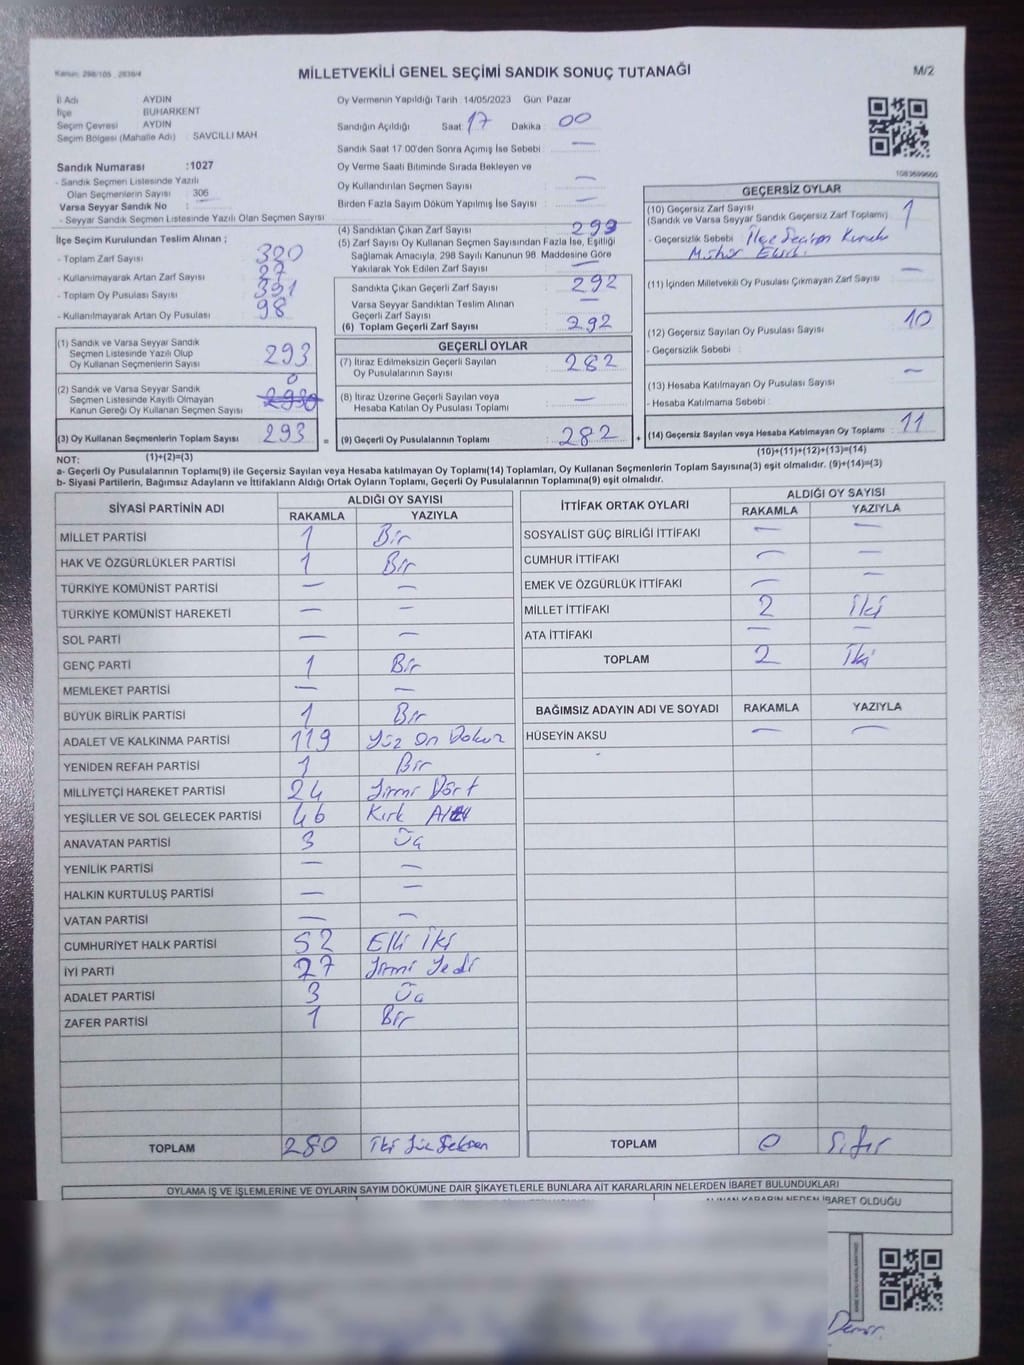 Kanun: 298/105 , 2839/4
MİLLETVEKİLİ GENEL SEÇİMİ SANDIK SONUÇ TUTANAĞI
M/2
İl Adı AYDIN
İlçe BUHARKENT
Seçim Çevresi AYDIN
Seçim Bölgesi (Mahalle Adı) : SAVCILLI MAH
Sandık Numarası :1027
- Sandık Seçmen Listesinde Yazılı
Olan Seçmenlerin Sayısı : 306
Varsa Seyyar Sandık No : —
- Seyyar Sandık Seçmen Listesinde Yazılı Olan Seçmen Sayısı
İlçe Seçim Kurulundan Teslim Alınan ;
- Toplam Zarf Sayısı : 320
- Kullanılmayarak Artan Zarf Sayısı : 27
- Toplam Oy Pusulası Sayısı : 391
- Kullanılmayarak Artan Oy Pusulası : 98
(1) Sandık ve Varsa Seyyar Sandık
Seçmen Listesinde Yazılı Olup
Oy Kullanan Seçmenlerin Sayısı : 293
(2) Sandık ve Varsa Seyyar Sandık
Seçmen Listesinde Kayıtlı Olmayan
Kanun Gereği Oy Kullanan Seçmen Sayısı : 0
(3) Oy Kullanan Seçmenlerin Toplam Sayısı : 293 =
Oy Vermenin Yapıldığı Tarih :14/05/2023 Gün: Pazar
Sandığın Açıldığı Saat : 17 Dakika : 00
Sandık Saat 17.00'den Sonra Açımış İse Sebebi : —
Oy Verme Saati Bitiminde Sırada Bekleyen ve
Oy Kullandırılan Seçmen Sayısı : —
Birden Fazla Sayım Döküm Yapılmış İse Sayısı : —
(4) Sandıktan Çıkan Zarf Sayısı : 293
(5) Zarf Sayısı Oy Kullanan Seçmen Sayısından Fazla İse, Eşitliği
Sağlamak Amacıyla, 298 Sayılı Kanunun 98. Maddesine Göre
Yakılarak Yok Edilen Zarf Sayısı : —
Sandıkta Çıkan Geçerli Zarf Sayısı : 292
Varsa Seyyar Sandıktan Teslim Alınan
Geçerli Zarf Sayısı : —
(6) Toplam Geçerli Zarf Sayısı : 292
GEÇERLİ OYLAR
(7) İtiraz Edilmeksizin Geçerli Sayılan
Oy Pusulalarının Sayısı : 282
(8) İtiraz Üzerine Geçerli Sayılan veya
Hesaba Katılan Oy Pusulası Toplamı : —
(9) Geçerli Oy Pusulalarının Toplamı : 282 +
1083699660
GEÇERSİZ OYLAR
(10) Geçersiz Zarf Sayısı
(Sandık ve Varsa Seyyar Sandık Geçersiz Zarf Toplamı) : 1
- Geçersizlik Sebebi : İlçe Seçim Kurulu
(11) İçinden Milletvekili Oy Pusulası Çıkmayan Zarf Sayısı : —
(12) Geçersiz Sayılan Oy Pusulası Sayısı : 10
- Geçersizlik Sebebi :
(13) Hesaba Katılmayan Oy Pusulası Sayısı : —
- Hesaba Katılmama Sebebi :
(14) Geçersiz Sayılan veya Hesaba Katılmayan Oy Toplamı : 11
NOT: (1)+(2)=(3)
(10)+(11)+(12)+(13)=(14)
a- Geçerli Oy Pusulalarının Toplamı(9) ile Geçersiz Sayılan veya Hesaba katılmayan Oy Toplamı(14) Toplamları, Oy Kullanan Seçmenlerin Toplam Sayısına(3) eşit olmalıdır. (9)+(14)=(3)
b- Siyasi Partilerin, Bağımsız Adayların ve İttifakların Aldığı Ortak Oyların Toplamı, Geçerli Oy Pusulalarının Toplamına(9) eşit olmalıdır.
SİYASİ PARTİNİN ADI ALDIĞI OY SAYISI
RAKAMLA YAZIYLA
MİLLET PARTİSİ 1 Bir
HAK VE ÖZGÜRLÜKLER PARTİSİ 1 Bir
TÜRKİYE KOMÜNİST PARTİSİ — —
TÜRKİYE KOMÜNİST HAREKETİ — —
SOL PARTİ — —
GENÇ PARTİ 1 Bir
MEMLEKET PARTİSİ — —
BÜYÜK BİRLİK PARTİSİ 1 Bir
ADALET VE KALKINMA PARTİSİ 119 Yüz On Dokuz
YENİDEN REFAH PARTİSİ 1 Bir
MİLLİYETÇİ HAREKET PARTİSİ 24 Yirmi Dört
YEŞİLLER VE SOL GELECEK PARTİSİ 46 Kırk Altı
ANAVATAN PARTİSİ 3 Üç
YENİLİK PARTİSİ — —
HALKIN KURTULUŞ PARTİSİ — —
VATAN PARTİSİ — —
CUMHURİYET HALK PARTİSİ 52 Elli İki
İYİ PARTİ 27 Yirmi Yedi
ADALET PARTİSİ 3 Üç
ZAFER PARTİSİ 1 Bir
TOPLAM 280 İki Yüz Seksen
İTTİFAK ORTAK OYLARI ALDIĞI OY SAYISI
RAKAMLA YAZIYLA
SOSYALİST GÜÇ BİRLİĞİ İTTİFAKI — —
CUMHUR İTTİFAKI — —
EMEK VE ÖZGÜRLÜK İTTİFAKI — —
MİLLET İTTİFAKI 2 İki
ATA İTTİFAKI — —
TOPLAM 2 İki
BAĞIMSIZ ADAYIN ADI VE SOYADI RAKAMLA YAZIYLA
HÜSEYİN AKSU — —
TOPLAM 0 Sıfır
OYLAMA İŞ VE İŞLEMLERİNE VE OYLARIN SAYIM DÖKÜMÜNE DAİR ŞİKAYETLERLE BUNLARA AİT KARARLARIN NELERDEN İBARET BULUNDUKLARI
ALINAN KARARIN NEDEN İBARET OLDUĞU
Demir